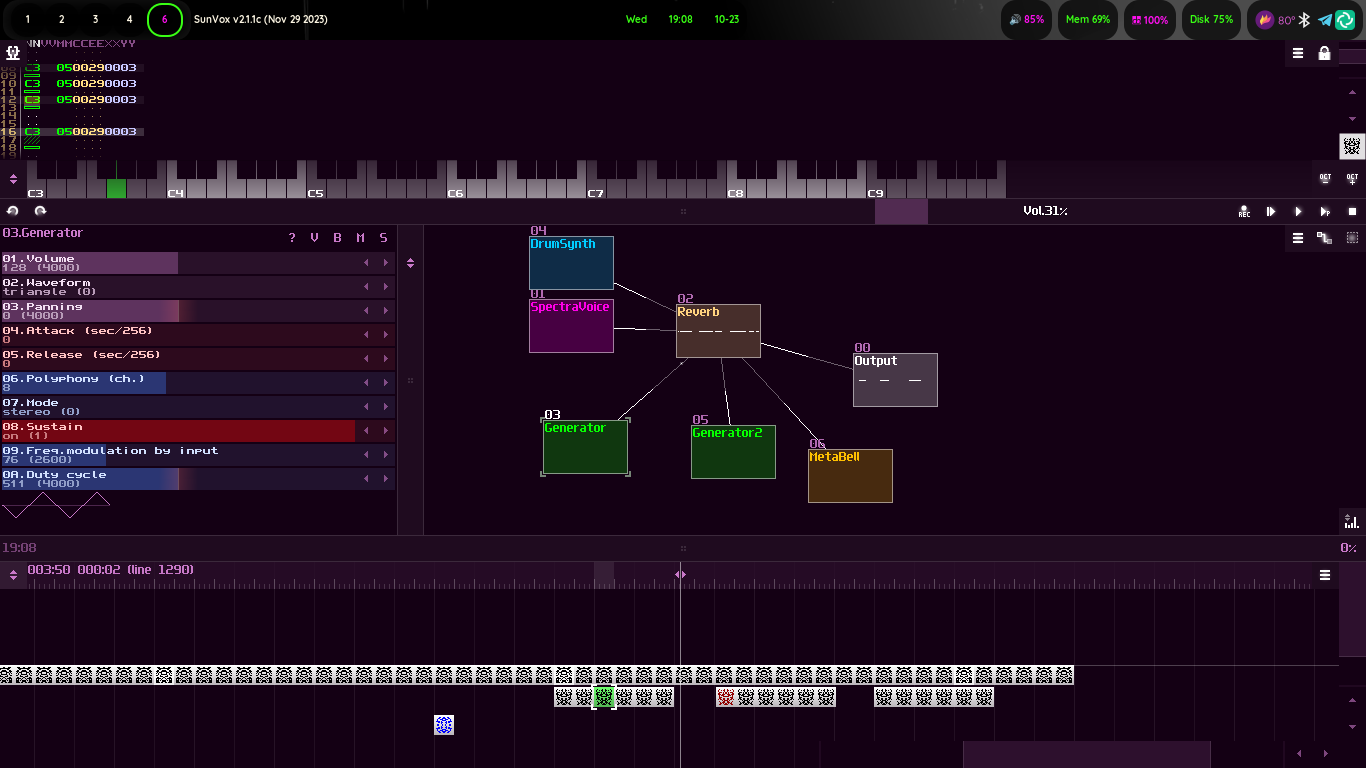 1 2 3 4 6 SunVox v2.1.1c (Nov 29 2023) Wed 19:08 10-23 85% Mem 69% 100% Disk 75% 80°
NNVVMMCCEEXXYY
08 C3 0500290003
09
10 C3 0500290003
11
12 C3 0500290003
13
14
15
16 C3 0500290003
17
18
19
C3 C4 C5 C6 C7 C8 C9 OCT OCT
Vol.31% REC
03.Generator ? V B M S
01.Volume
128 (4000)
02.Waveform
triangle (0)
03.Panning
0 (4000)
04.Attack (sec/256)
0
05.Release (sec/256)
0
06.Polyphony (ch.)
8
07.Mode
stereo (0)
08.Sustain
on (1)
09.Freq.modulation by input
76 (2600)
0A.Duty cycle
511 (4000)
04
DrumSynth
01
SpectraVoice
02
Reverb
00
Output
03
Generator
05
Generator2
06
MetaBell
19:08 0%
003:50 000:02 (line 1290)